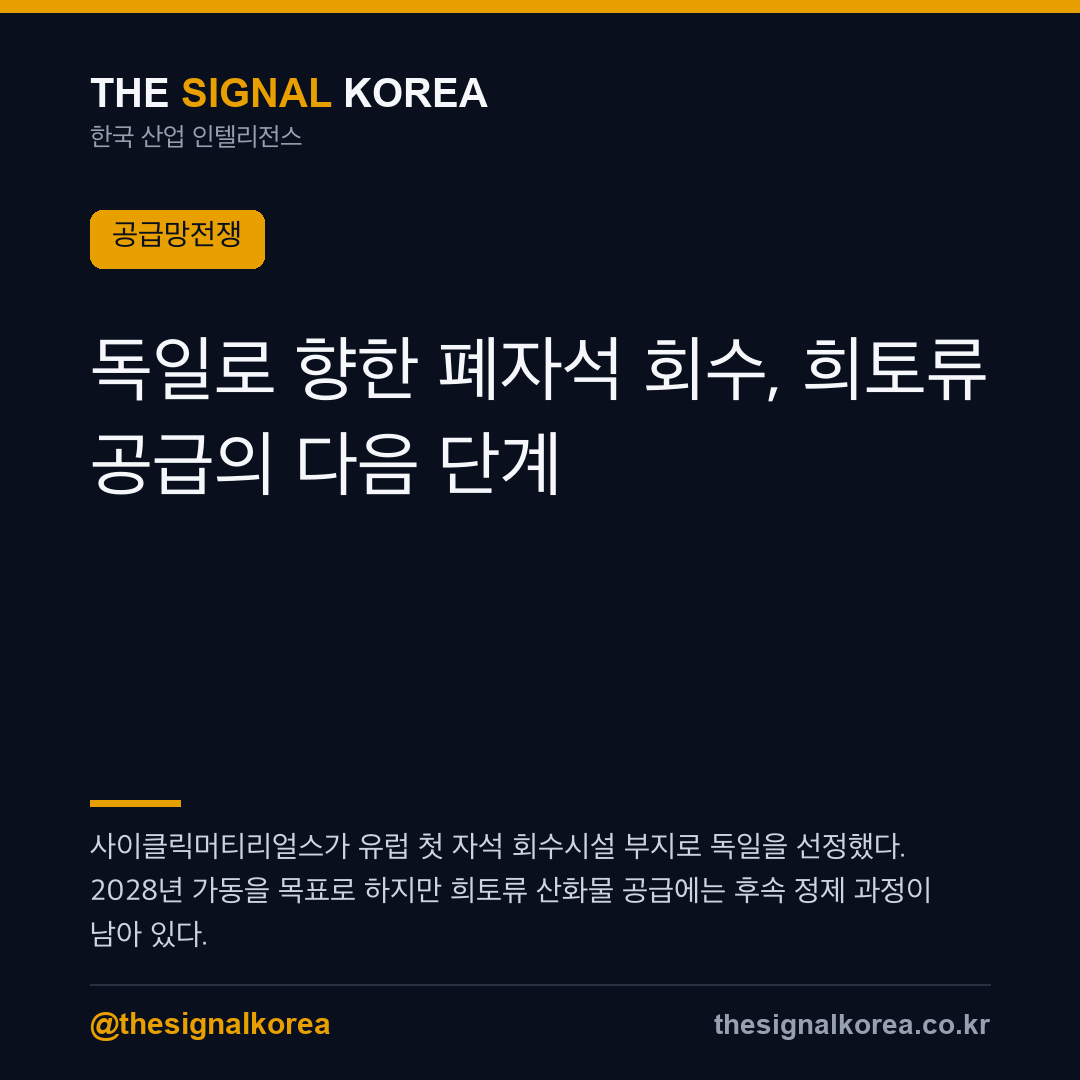 THE SIGNAL KOREA
한국 산업 인텔리전스
공급망전쟁
독일로 향한 폐자석 회수, 희토류
공급의 다음 단계
사이클릭머티리얼스가 유럽 첫 자석 회수시설 부지로 독일을 선정했다.
2028년 가동을 목표로 하지만 희토류 산화물 공급에는 후속 정제 과정이
남아 있다.
@thesignalkorea
thesignalkorea.co.kr